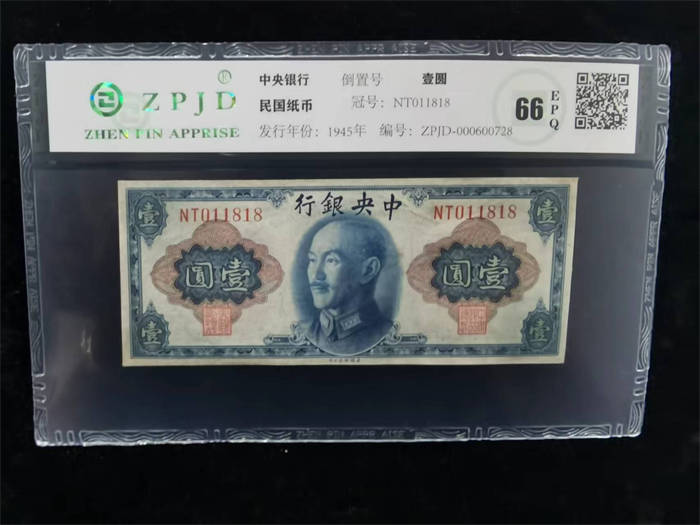 ZPJD
R
ZHEN PIN APPRISE
中央银行 倒置号 壹圆
民国纸币 冠号：NT011818
发行年份：1945年 编号：ZPJD-000600728
66 EPQ
行銀央中
NT011818 NT011818
壹 壹
圓壹 圓壹
壹 壹